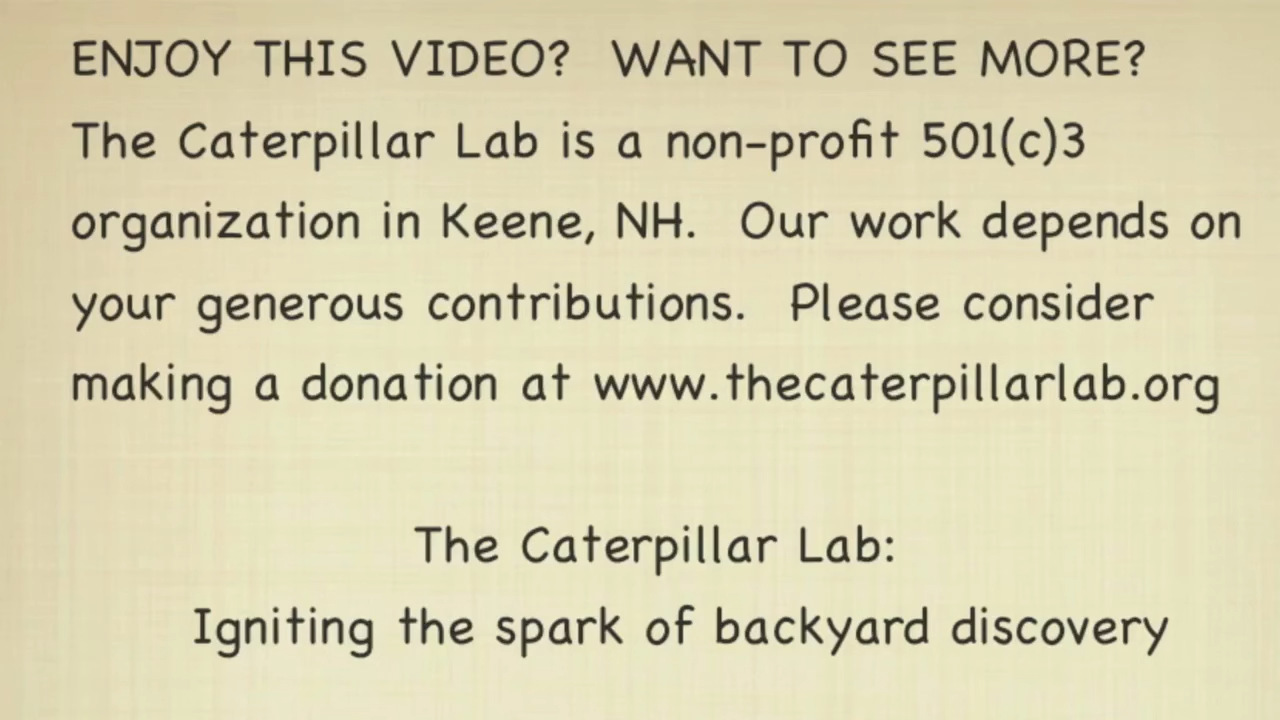 ENJOY THIS VIDEO?  WANT TO SEE MORE?
The Caterpillar Lab is a non-profit 501(c)3
organization in Keene, NH.  Our work depends on
your generous contributions.  Please consider
making a donation at www.thecaterpillarlab.org
The Caterpillar Lab:
Igniting the spark of backyard discovery